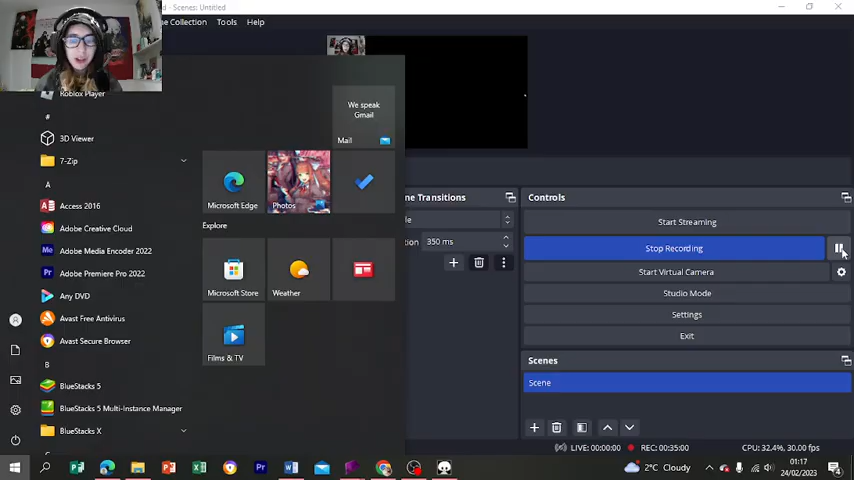 - Scenes: Untitled
ne Collection Tools Help
Roblox Player
#
3D Viewer
7-Zip
A
Access 2016
Adobe Creative Cloud
Adobe Media Encoder 2022
Adobe Premiere Pro 2022
Any DVD
Avast Free Antivirus
Avast Secure Browser
B
BlueStacks 5
BlueStacks 5 Multi-Instance Manager
BlueStacks X
We speak
Gmail
Mail
Microsoft Edge
Photos
Explore
Microsoft Store
Weather
Films & TV
ne Transitions
350 ms
Controls
Start Streaming
Stop Recording
Start Virtual Camera
Studio Mode
Settings
Exit
Scenes
Scene
LIVE: 00:00:00 REC: 00:35:00 CPU: 32.4%, 30.00 fps
2°C Cloudy
01:17
24/02/2023